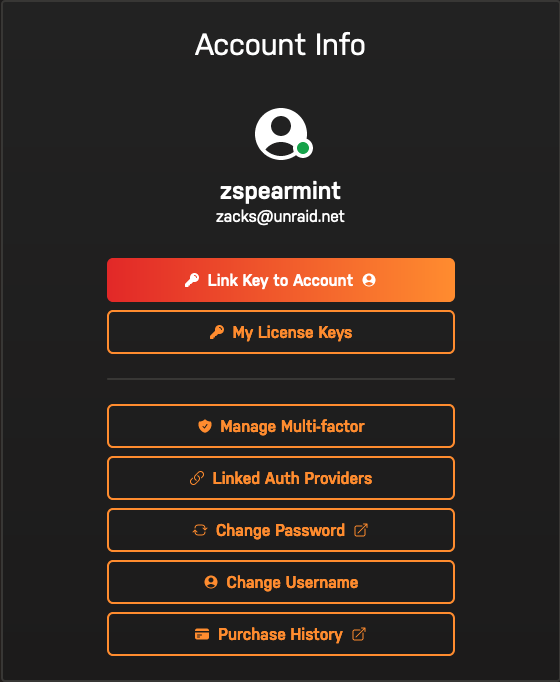 Account Info
zspearmint
zacks@unraid.net
Link Key to Account
My License Keys
Manage Multi-factor
Linked Auth Providers
Change Password
Change Username
Purchase History